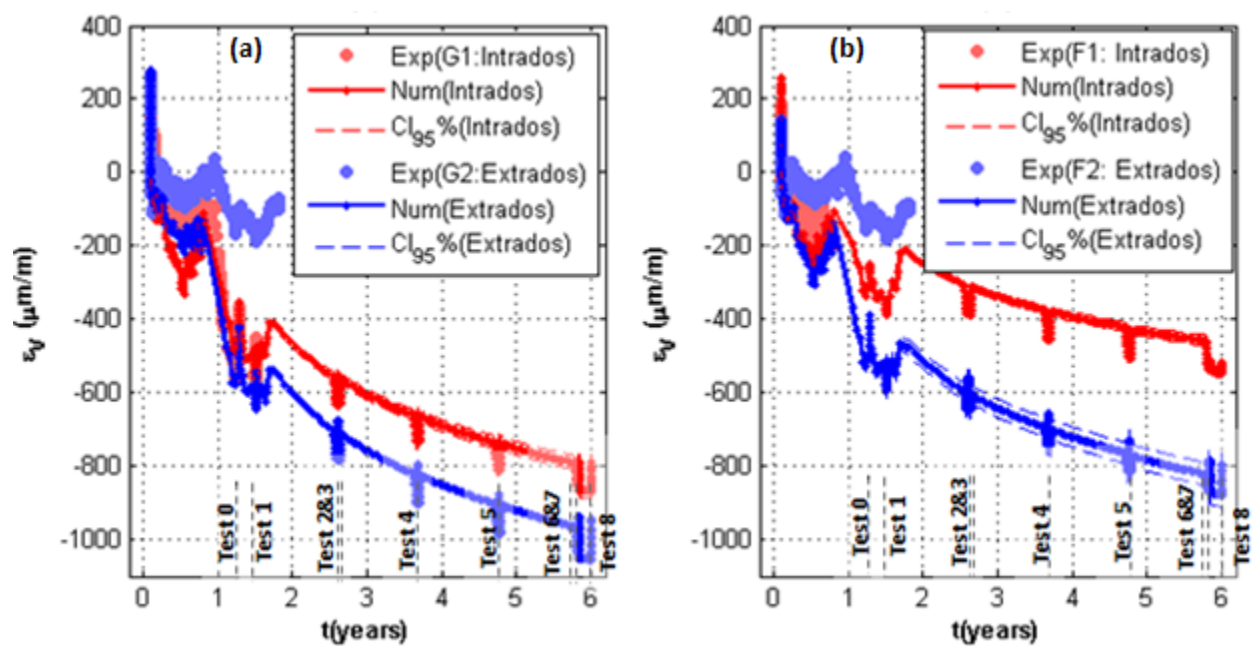 (a)
Exp(G1:Intrados)
Num(Intrados)
CI95%(Intrados)
Exp(G2:Extrados)
Num(Extrados)
CI95%(Extrados)
400
200
0
-200
-400
-600
-800
-1000
εV (μm/m)
Test 0
Test 1
Test 2&3
Test 4
Test 5
Test 6&7
Test 8
0 1 2 3 4 5 6
t(years)
(b)
Exp(F1: Intrados)
Num(Intrados)
CI95%(Intrados)
Exp(F2: Extrados)
Num(Extrados)
CI95%(Extrados)
400
200
0
-200
-400
-600
-800
-1000
εV (μm/m)
Test 0
Test 1
Test 2&3
Test 4
Test 5
Test 6&7
Test 8
0 1 2 3 4 5 6
t(years)